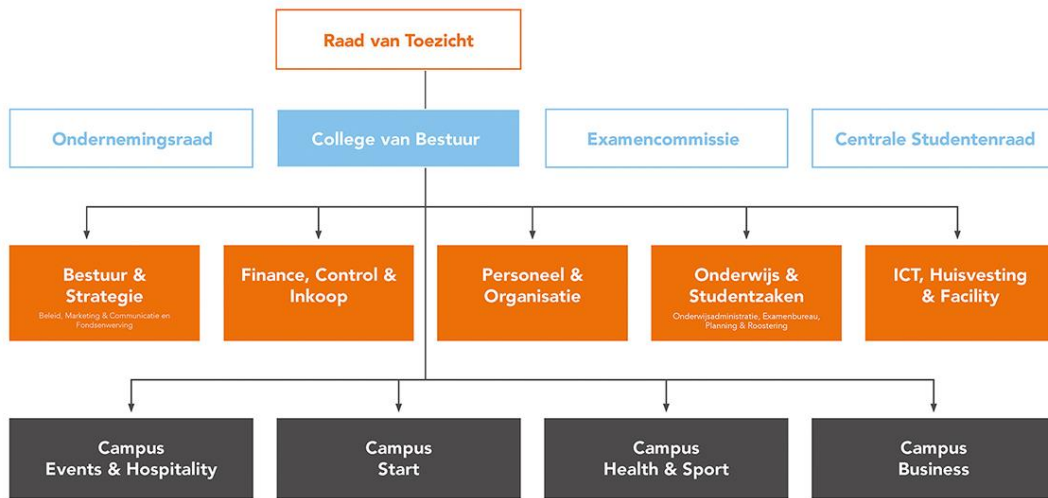 Raad van Toezicht
Ondernemingsraad
College van Bestuur
Examencommissie
Centrale Studentenraad
Bestuur &
Strategie
Beleid, Marketing & Communicatie en
Fondsenwerving
Finance, Control &
Inkoop
Personeel &
Organisatie
Onderwijs &
Studentzaken
Onderwijsadministratie, Examenbureau,
Planning & Roostering
ICT, Huisvesting
& Facility
Campus
Events & Hospitality
Campus
Start
Campus
Health & Sport
Campus
Business